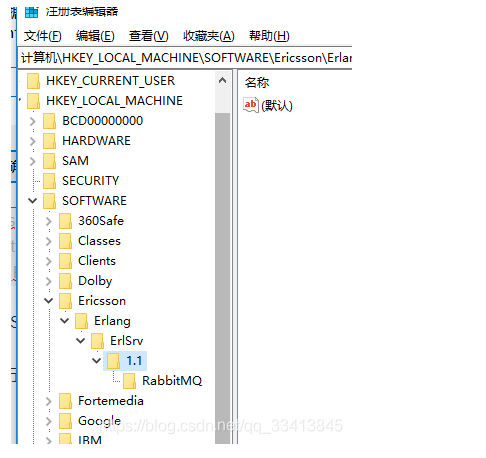 注册表编辑器
文件(F) 编辑(E) 查看(V) 收藏夹(A) 帮助(H)
计算机\HKEY_LOCAL_MACHINE\SOFTWARE\Ericsson\Erlan
HKEY_CURRENT_USER
HKEY_LOCAL_MACHINE
BCD00000000
HARDWARE
SAM
SECURITY
SOFTWARE
360Safe
Classes
Clients
Dolby
Ericsson
Erlang
ErlSrv
1.1
RabbitMQ
Fortemedia
Google
IBM
名称
ab (默认)
https://blog.csdn.net/qq_33413845